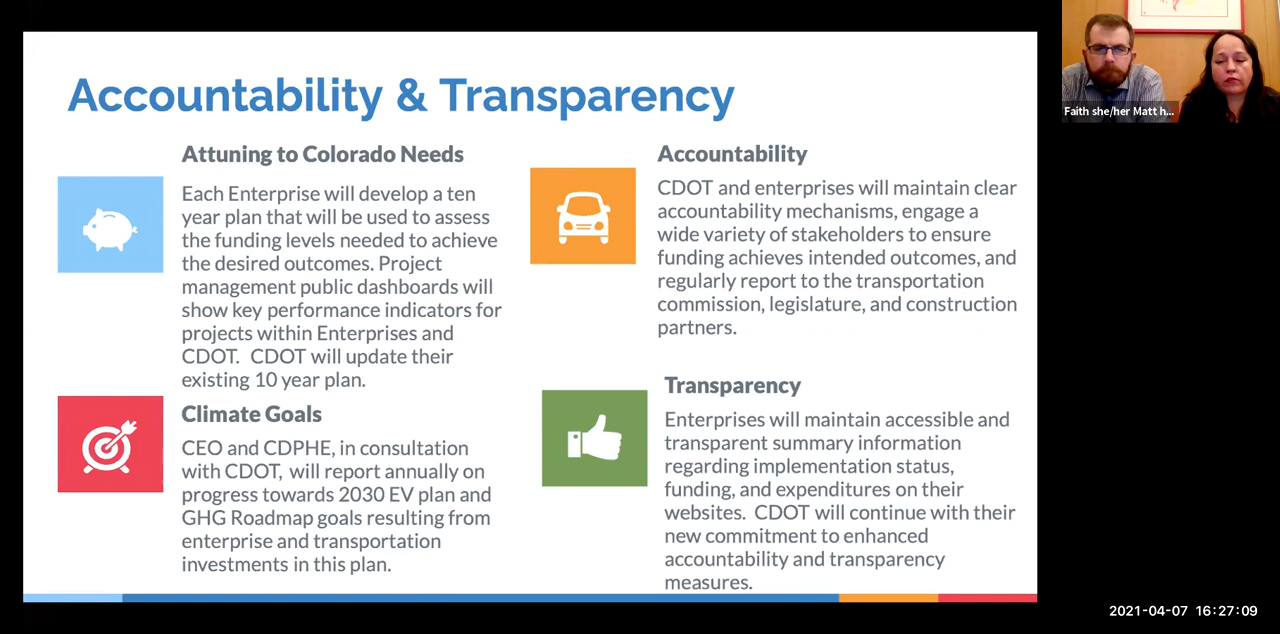 Accountability & Transparency
Attuning to Colorado Needs
Each Enterprise will develop a ten
year plan that will be used to assess
the funding levels needed to achieve
the desired outcomes. Project
management public dashboards will
show key performance indicators for
projects within Enterprises and
CDOT.  CDOT will update their
existing 10 year plan.
Climate Goals
CEO and CDPHE, in consultation
with CDOT, will report annually on
progress towards 2030 EV plan and
GHG Roadmap goals resulting from
enterprise and transportation
investments in this plan.
Accountability
CDOT and enterprises will maintain clear
accountability mechanisms, engage a
wide variety of stakeholders to ensure
funding achieves intended outcomes, and
regularly report to the transportation
commission, legislature, and construction
partners.
Transparency
Enterprises will maintain accessible and
transparent summary information
regarding implementation status,
funding, and expenditures on their
websites.  CDOT will continue with their
new commitment to enhanced
accountability and transparency
measures.
Faith she/her Matt h...
2021-04-07 16:27:09